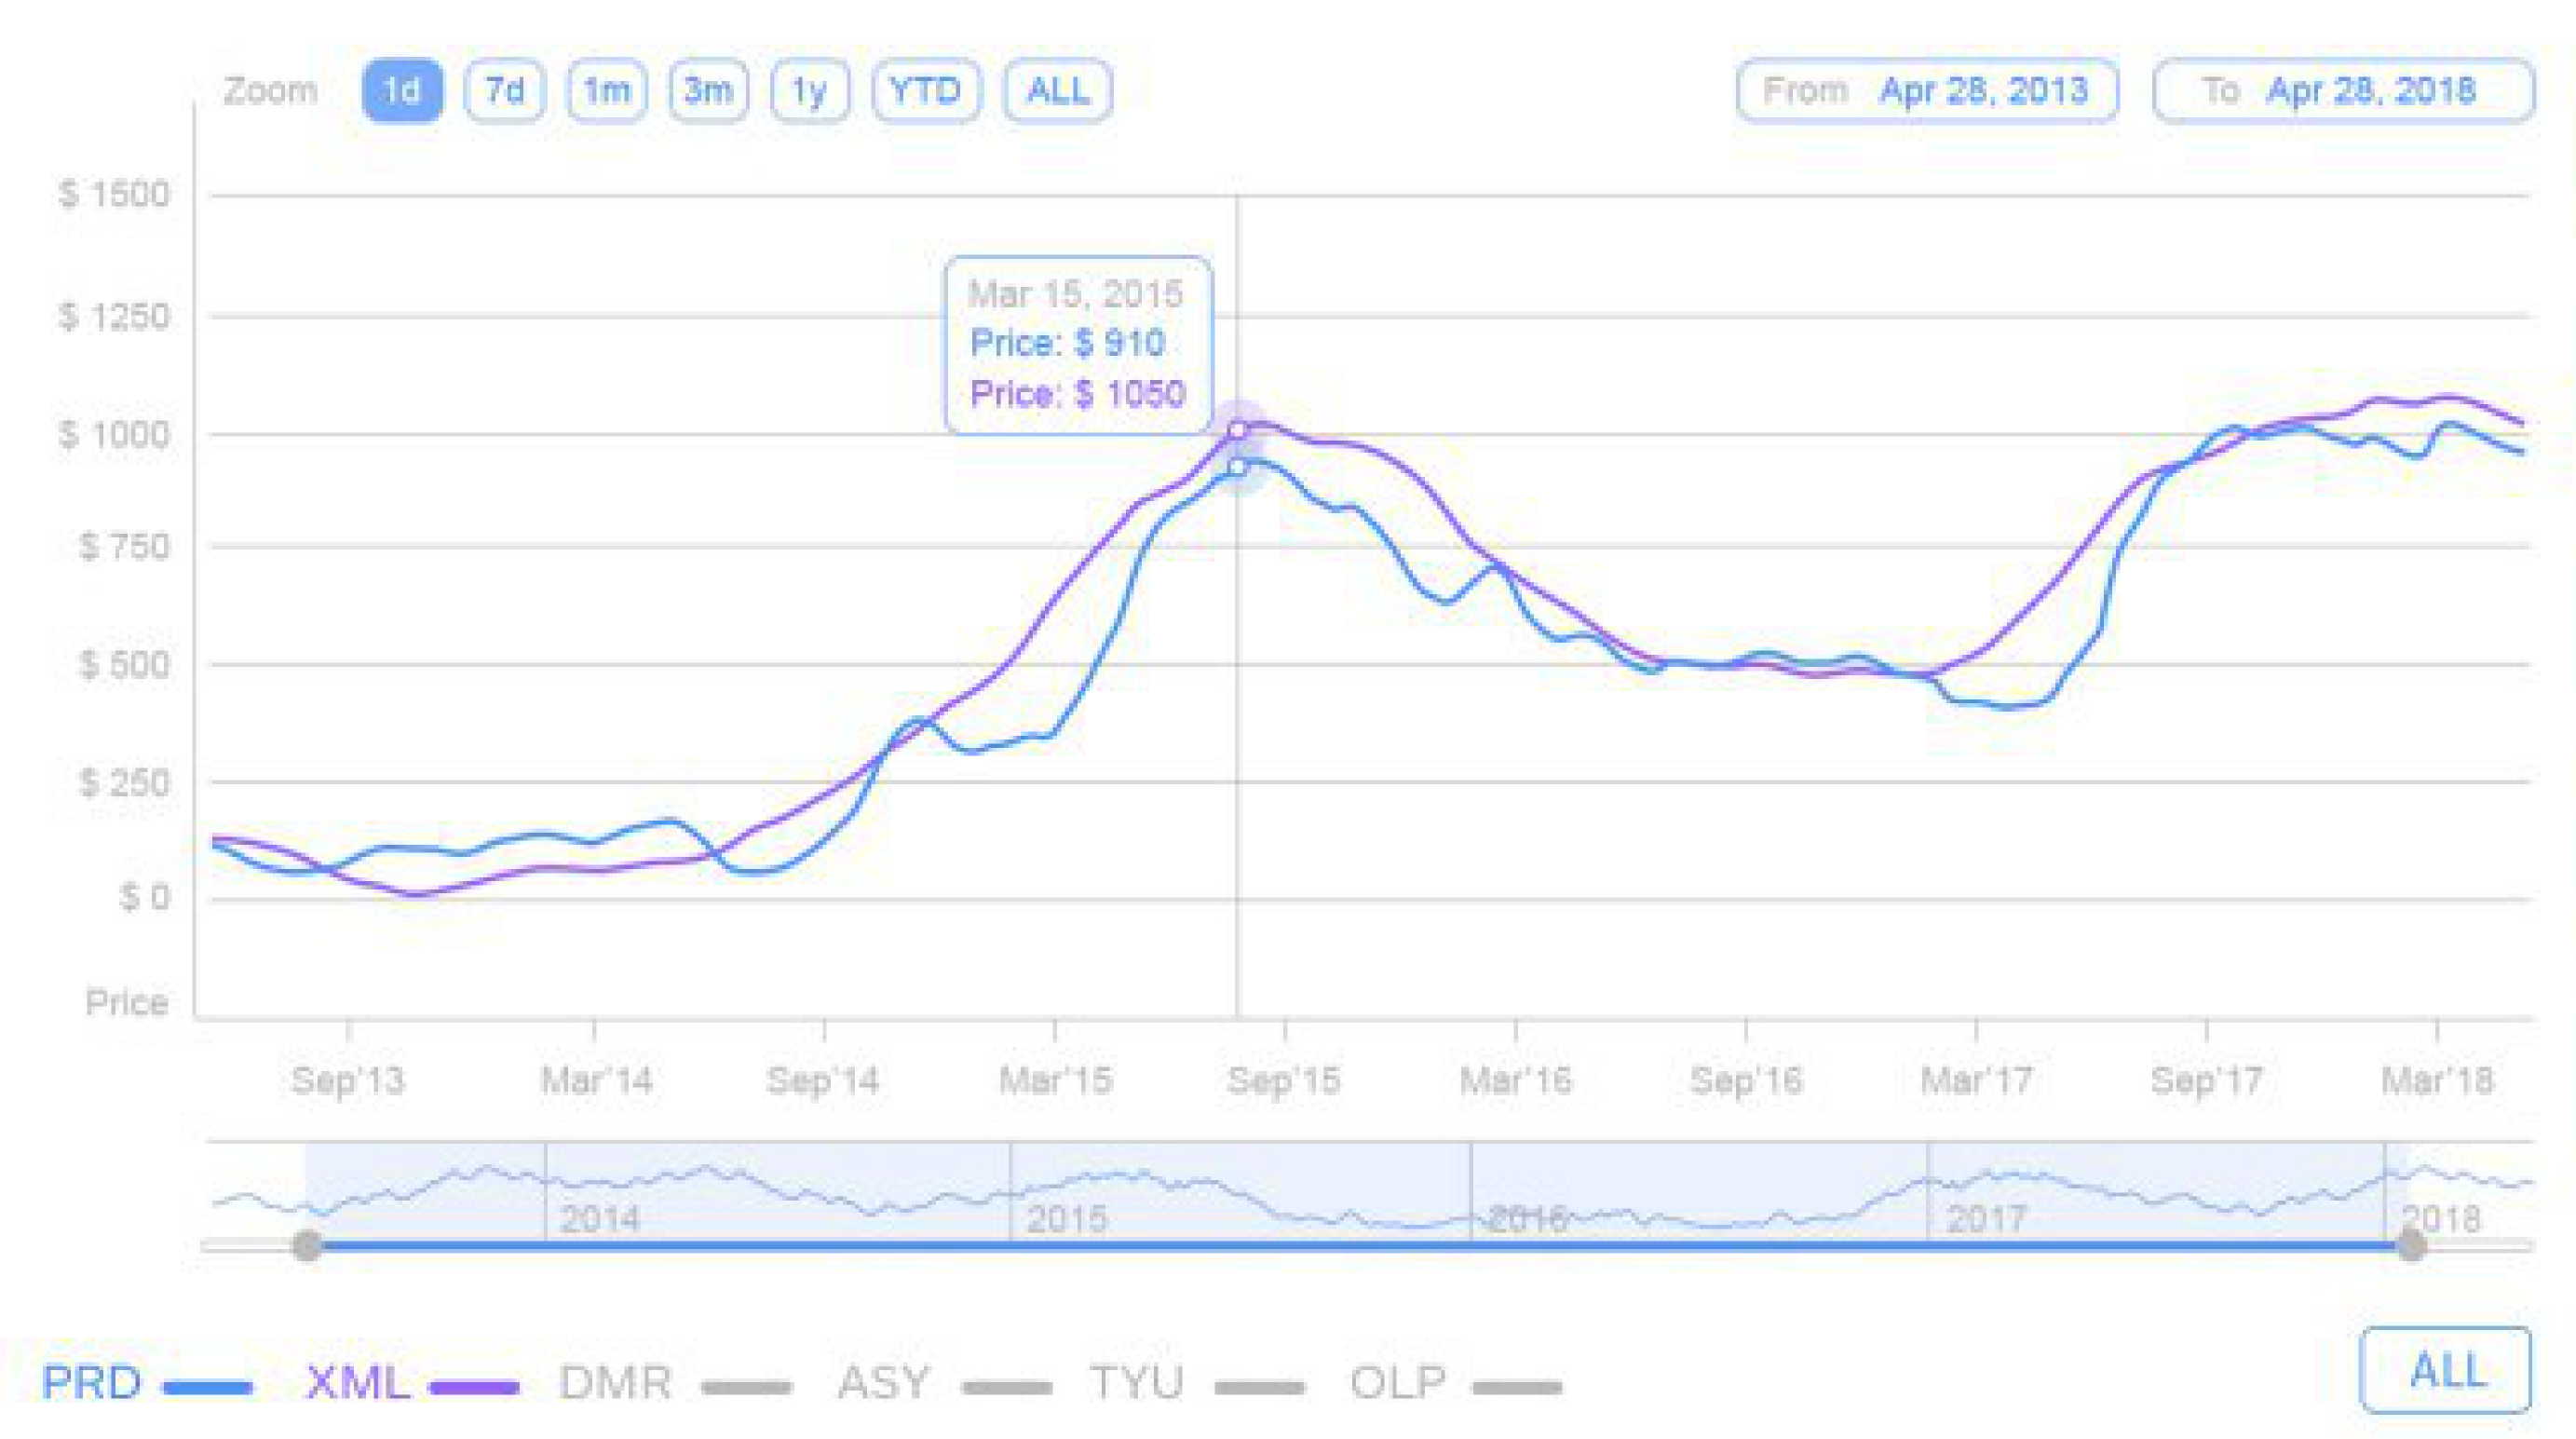 Zoom 1d 7d 1m 3m 1y YTD ALL From Apr 28, 2013 To Apr 28, 2018
$ 1500
$ 1250
$ 1000
$ 750
$ 500
$ 250
$ 0
Price
Mar 15, 2015
Price: $ 910
Price: $ 1050
Sep'13 Mar'14 Sep'14 Mar'15 Sep'15 Mar'16 Sep'16 Mar'17 Sep'17 Mar'18
2014 2015 2016 2017 2018
PRD XML DMR ASY TYU OLP ALL